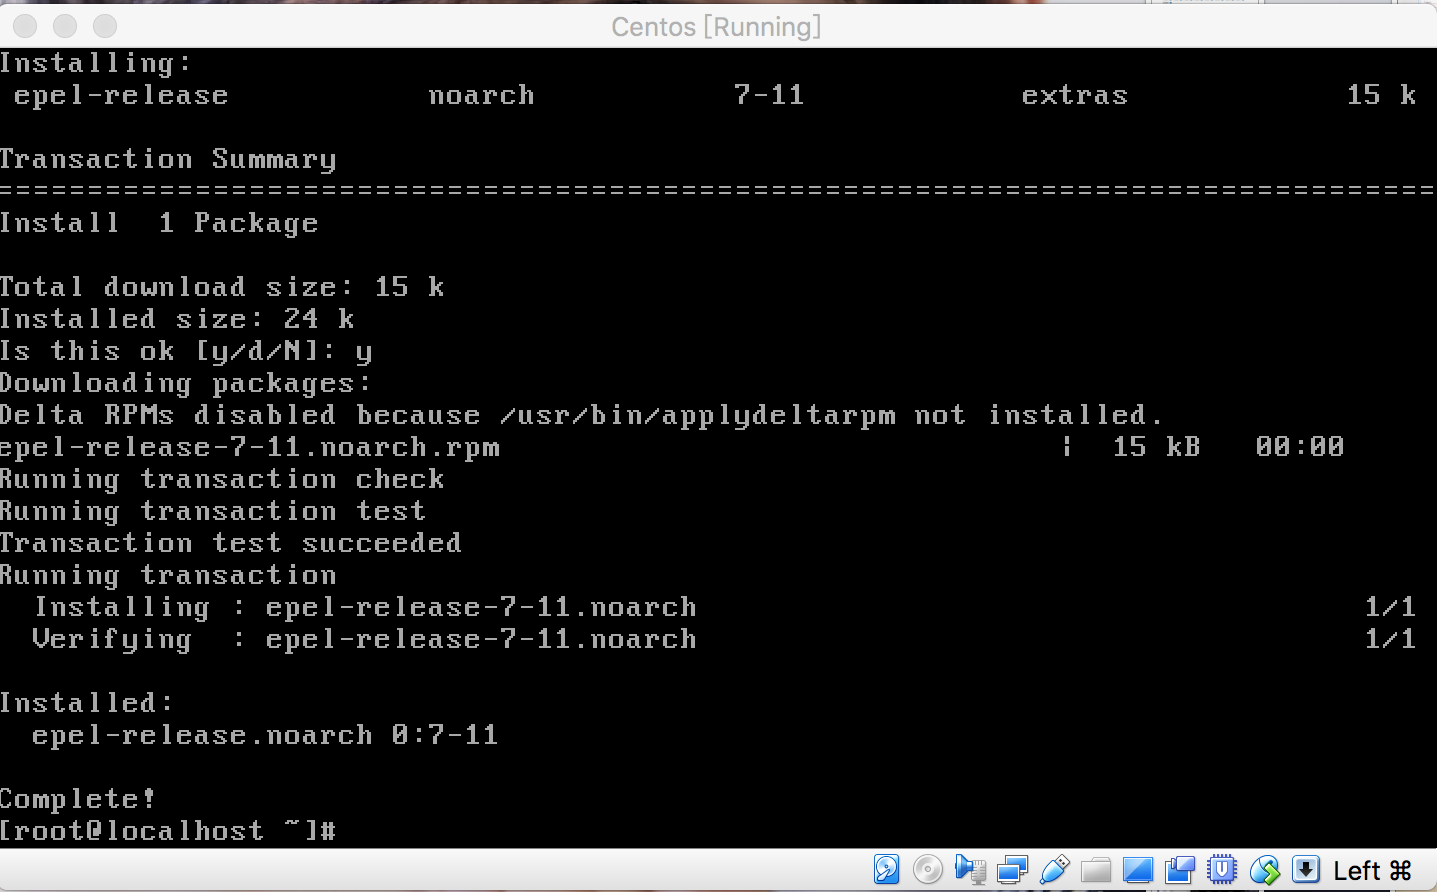 Centos [Running]
Installing:
 epel-release           noarch           7-11            extras            15 k

Transaction Summary
================================================================================
Install  1 Package

Total download size: 15 k
Installed size: 24 k
Is this ok [y/d/N]: y
Downloading packages:
Delta RPMs disabled because /usr/bin/applydeltarpm not installed.
epel-release-7-11.noarch.rpm                               |  15 kB   00:00
Running transaction check
Running transaction test
Transaction test succeeded
Running transaction
  Installing : epel-release-7-11.noarch                                     1/1
  Verifying  : epel-release-7-11.noarch                                     1/1

Installed:
  epel-release.noarch 0:7-11

Complete!
[root@localhost ~]#
Left ⌘